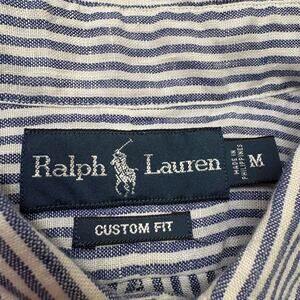 Ralph Lauren
MADE IN
PHILIPPINES
M
CUSTOM FIT